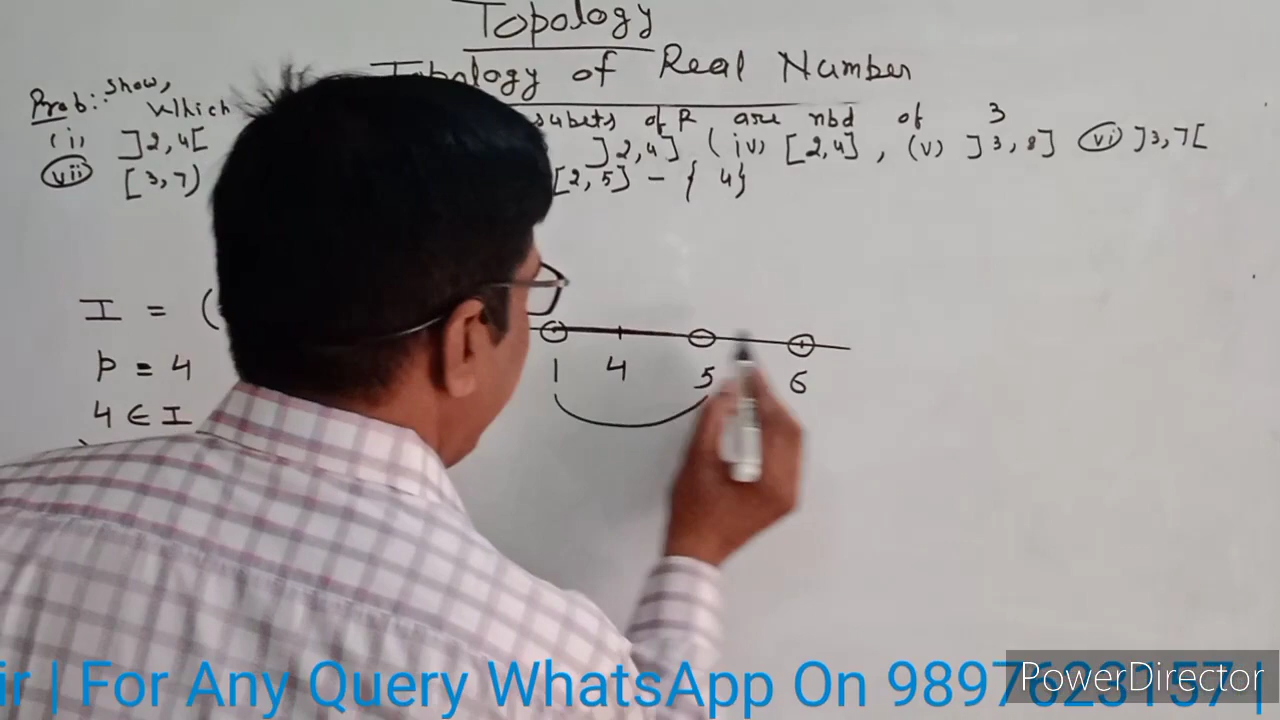 Topology
Topology of Real Number
Prob:. Show, Which subets of R are nbd of 3
(i) ]2,4[ ]2,4] (iv) [2,4] , (v) ]3,8] (vi) ]3,7[
(vii) [3,7) [2,5] - { 4}
I = (
P = 4
4 ∈ I
1 4 5 6
ir | For Any Query WhatsApp On 9897623157 |
PowerDirector